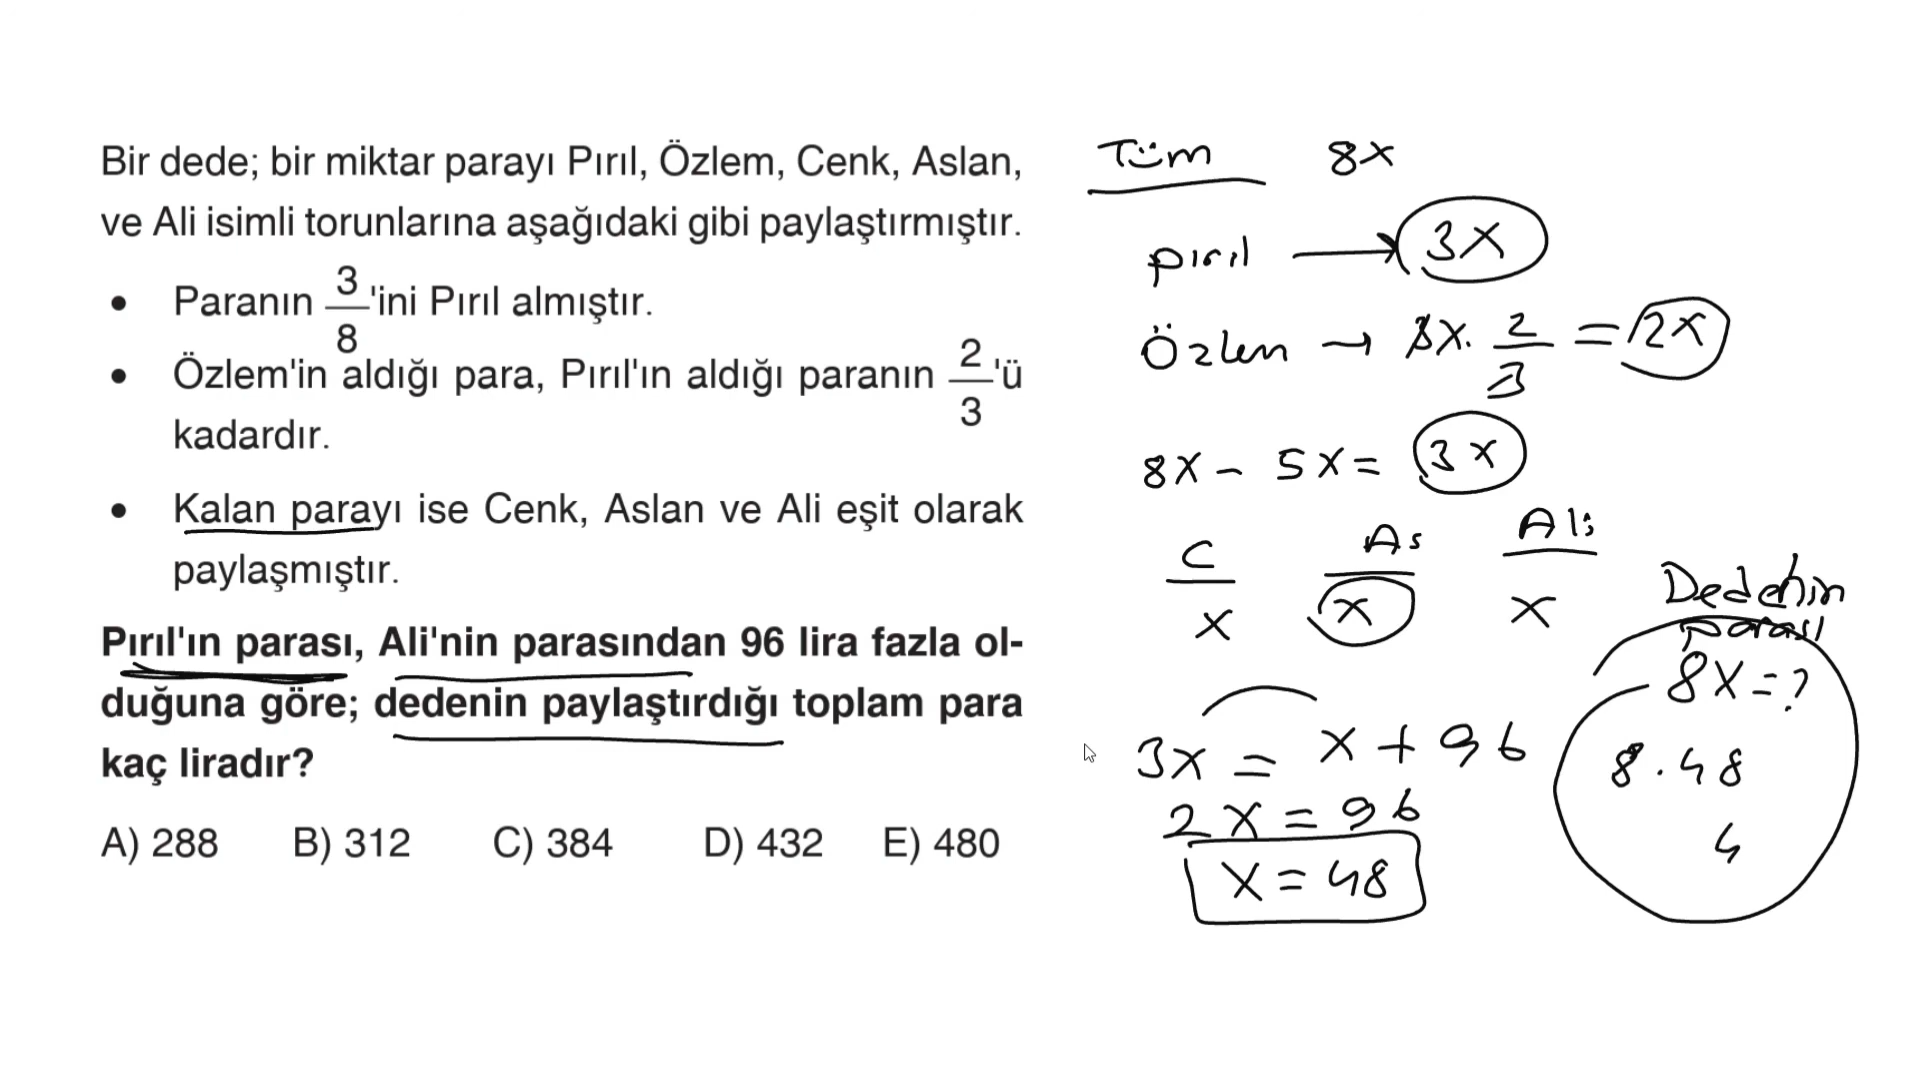 Bir dede; bir miktar parayı Pırıl, Özlem, Cenk, Aslan,
ve Ali isimli torunlarına aşağıdaki gibi paylaştırmıştır.
• Paranın 3/8'ini Pırıl almıştır.
• Özlem'in aldığı para, Pırıl'ın aldığı paranın 2/3'ü
kadardır.
• Kalan parayı ise Cenk, Aslan ve Ali eşit olarak
paylaşmıştır.
Pırıl'ın parası, Ali'nin parasından 96 lira fazla ol-
duğuna göre; dedenin paylaştırdığı toplam para
kaç liradır?
A) 288 B) 312 C) 384 D) 432 E) 480
Tüm 8x
pırıl → 3x
Özlem → 3x. 2/3 = 2x
8x - 5x = 3x
C As Ali
x x x
Dedenin
parası
8x=?
3x = x + 96
8.48
2x = 96
4
x = 48